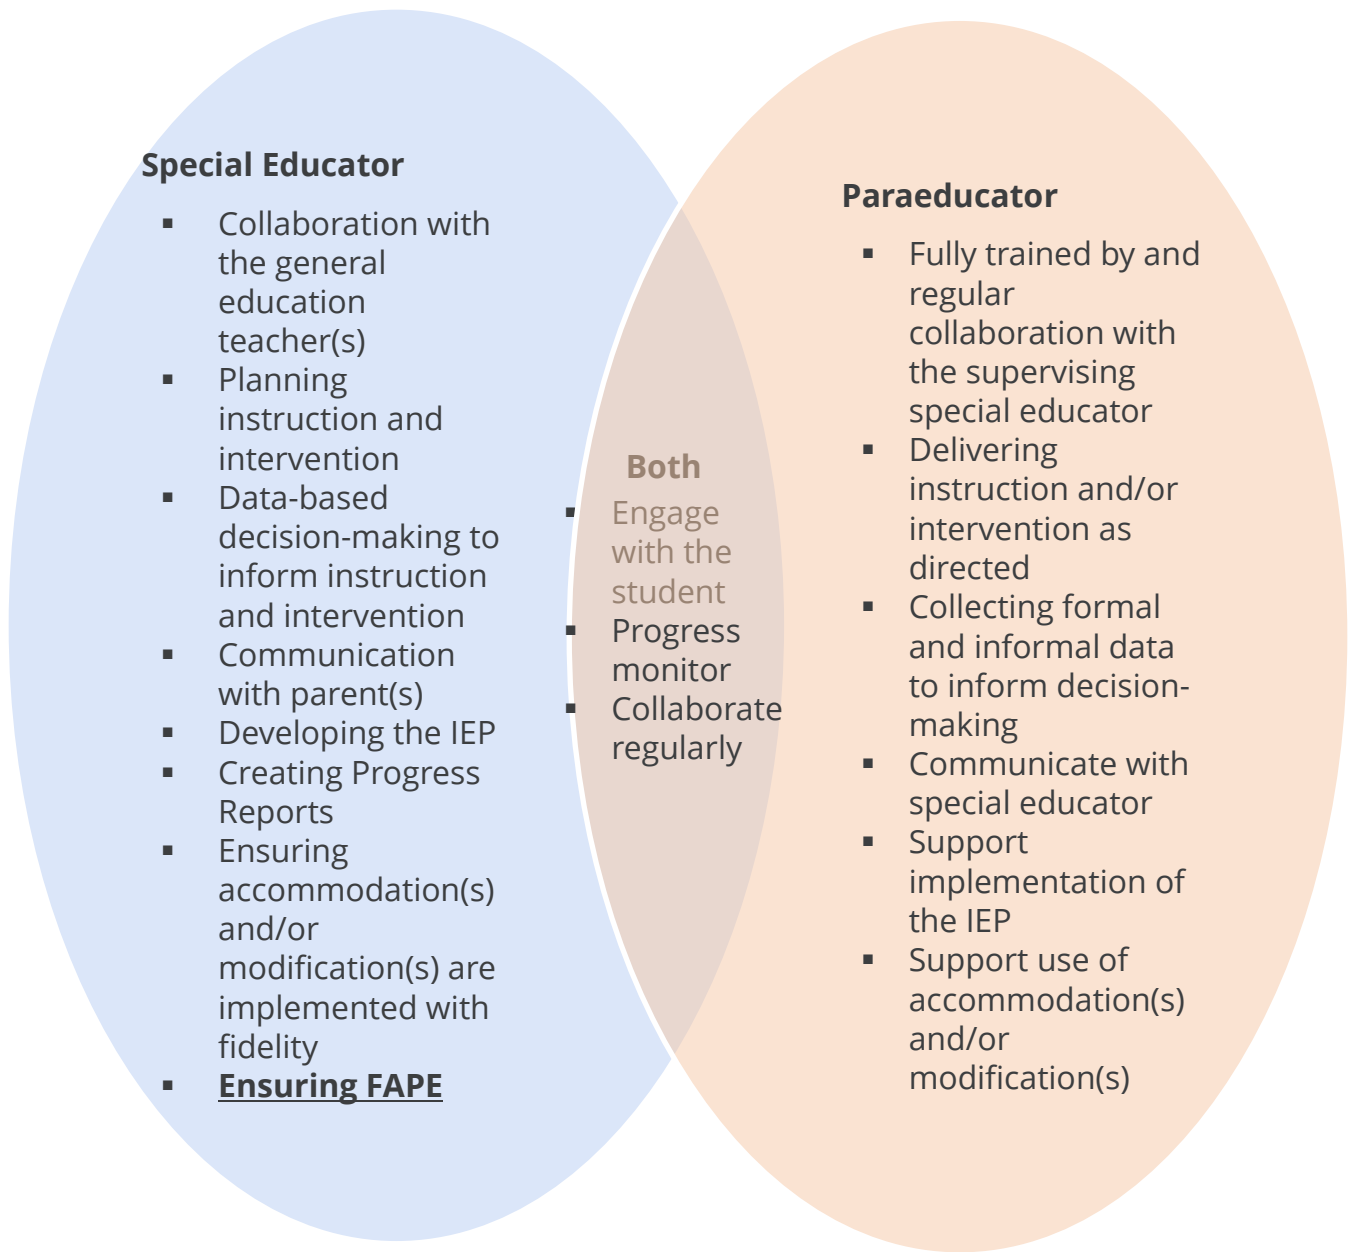 Special Educator
▪ Collaboration with
the general
education
teacher(s)
▪ Planning
instruction and
intervention
▪ Data-based
decision-making to
inform instruction
and intervention
▪ Communication
with parent(s)
▪ Developing the IEP
▪ Creating Progress
Reports
▪ Ensuring
accommodation(s)
and/or
modification(s) are
implemented with
fidelity
▪ Ensuring FAPE
Both
▪ Engage
with the
student
▪ Progress
monitor
▪ Collaborate
regularly
Paraeducator
▪ Fully trained by and
regular
collaboration with
the supervising
special educator
▪ Delivering
instruction and/or
intervention as
directed
▪ Collecting formal
and informal data
to inform decision-
making
▪ Communicate with
special educator
▪ Support
implementation of
the IEP
▪ Support use of
accommodation(s)
and/or
modification(s)